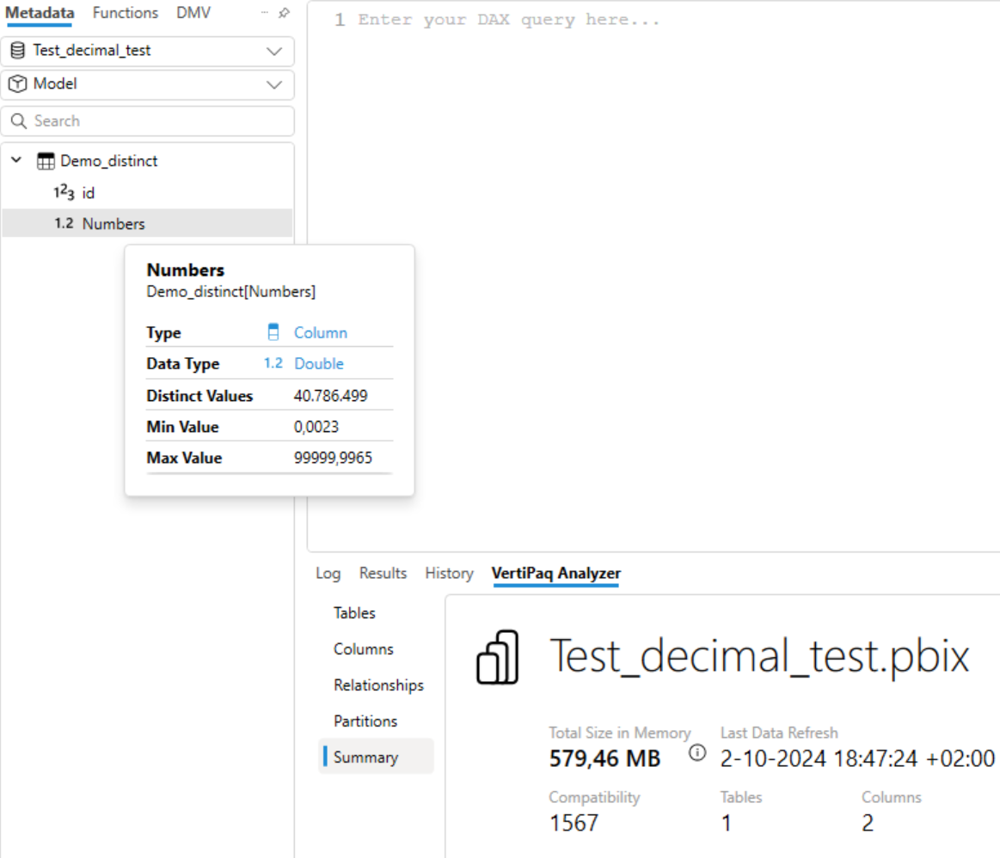 Metadata Functions DMV ...
Test_decimal_test
Model
Search
Demo_distinct
1²3 id
1.2 Numbers
Numbers
Demo_distinct[Numbers]
Type Column
Data Type 1.2 Double
Distinct Values 40.786.499
Min Value 0,0023
Max Value 99999,9965
1 Enter your DAX query here...
Log Results History VertiPaq Analyzer
Tables
Columns
Relationships
Partitions
Summary
Test_decimal_test.pbix
Total Size in Memory Last Data Refresh
579,46 MB 2-10-2024 18:47:24 +02:00
Compatibility Tables Columns
1567 1 2